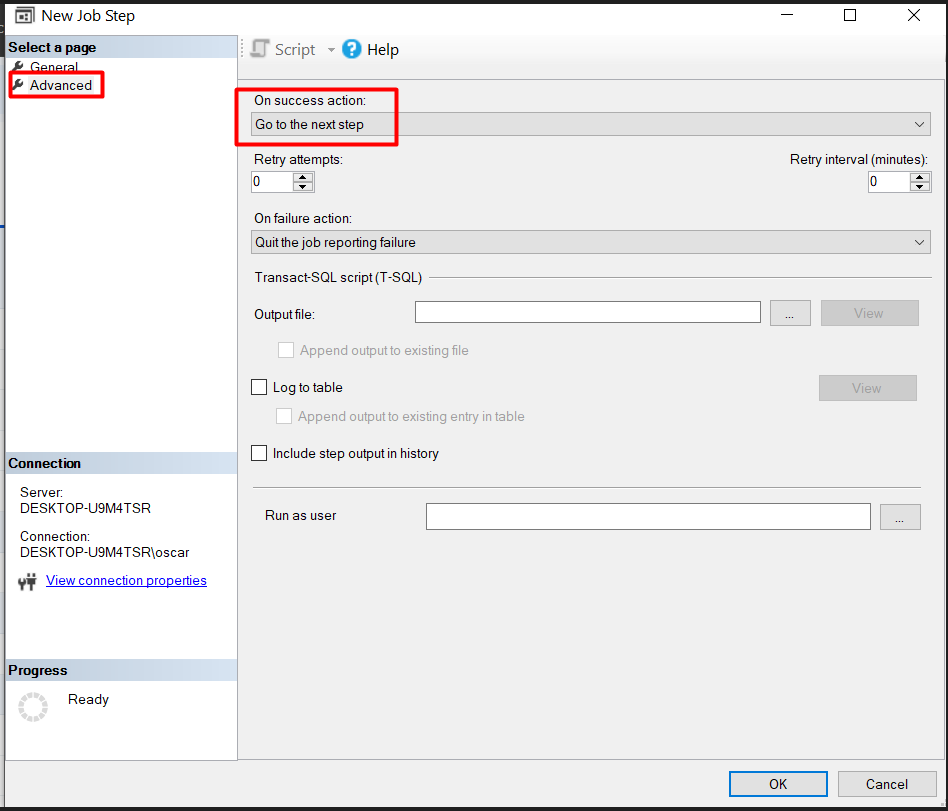 New Job Step
Select a page
General
Advanced
Script
Help
On success action:
Go to the next step
Retry attempts:
Retry interval (minutes):
0
0
On failure action:
Quit the job reporting failure
Transact-SQL script (T-SQL)
Output file:
...
View
Append output to existing file
Log to table
View
Append output to existing entry in table
Include step output in history
Run as user
...
Connection
Server:
DESKTOP-U9M4TSR
Connection:
DESKTOP-U9M4TSR\oscar
View connection properties
Progress
Ready
OK
Cancel